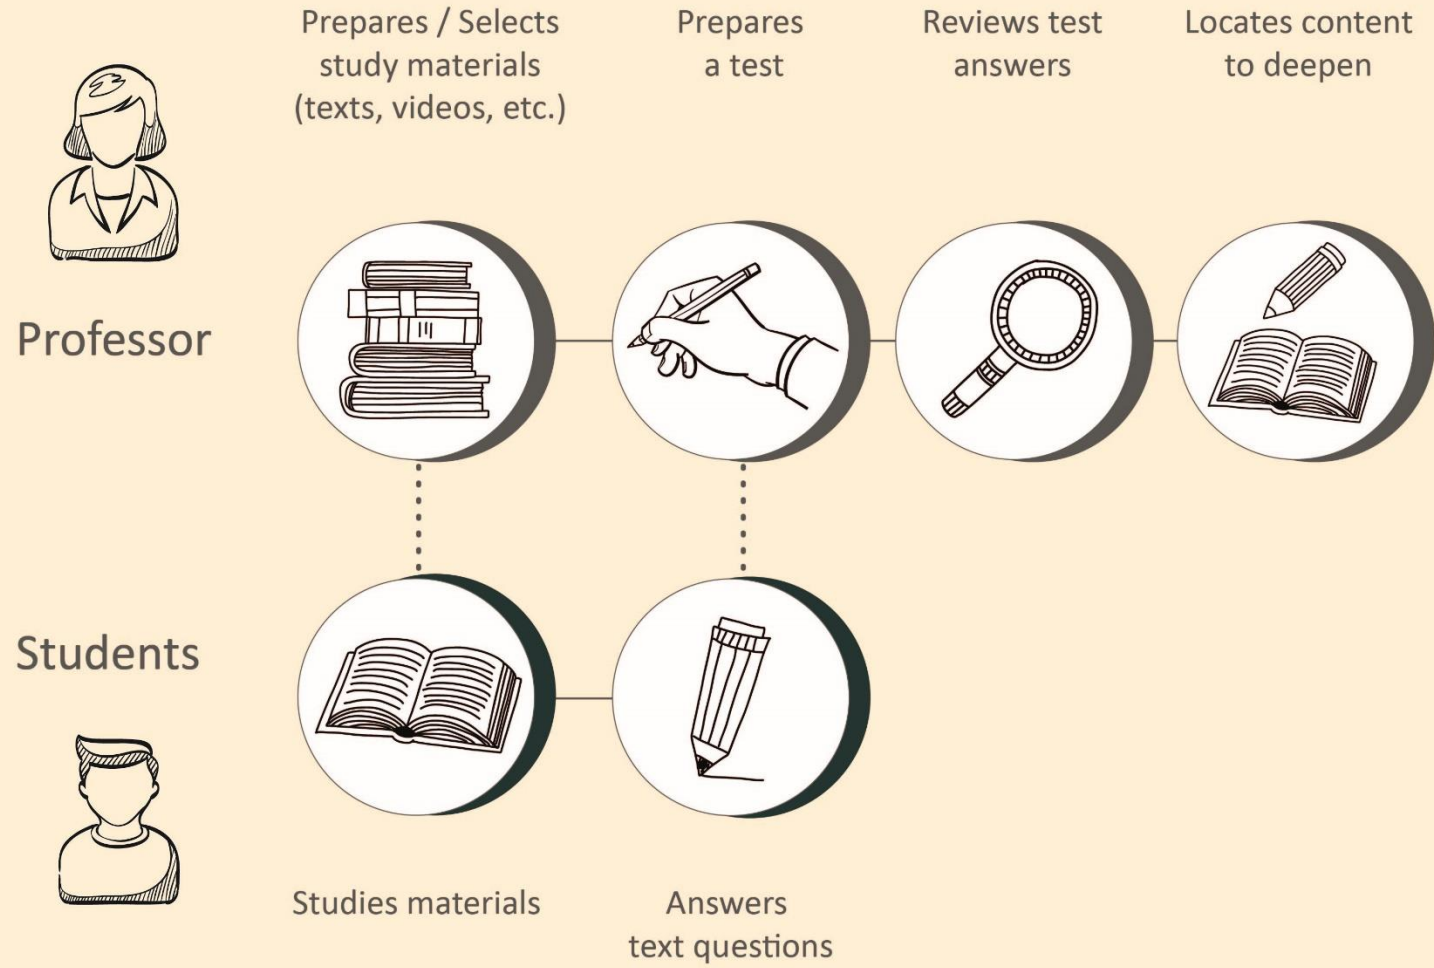 Prepares / Selects
study materials
(texts, videos, etc.)
Prepares
a test
Reviews test
answers
Locates content
to deepen
Professor
Students
Studies materials
Answers
text questions